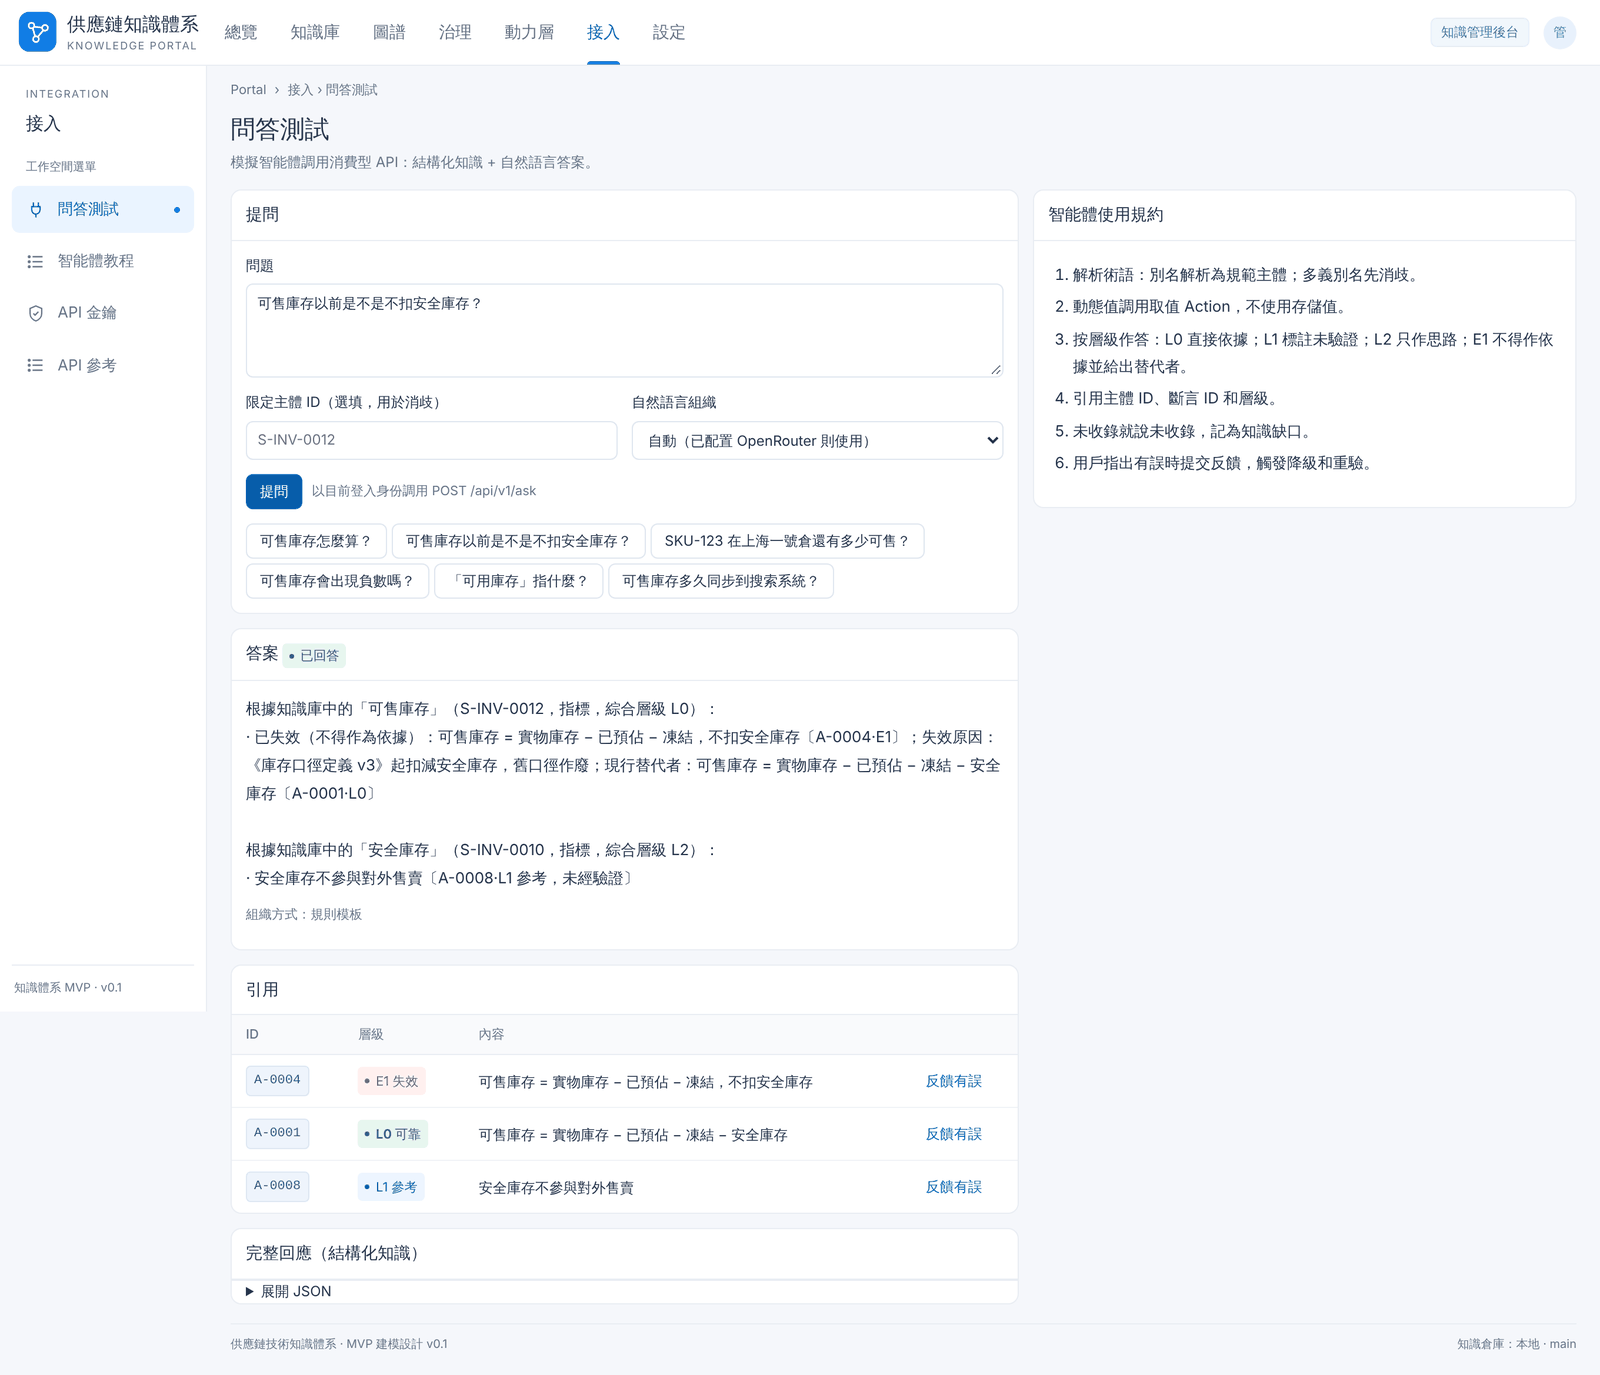 供應鏈知識體系
KNOWLEDGE PORTAL
總覽 知識庫 圖譜 治理 動力層 接入 設定
知識管理後台 管
INTEGRATION
接入
工作空間選單
問答測試
智能體教程
API 金鑰
API 參考
知識體系 MVP · v0.1
Portal › 接入 › 問答測試
問答測試
模擬智能體調用消費型 API：結構化知識 + 自然語言答案。
提問
問題
可售庫存以前是不是不扣安全庫存？
限定主體 ID（選填，用於消歧） 自然語言組織
S-INV-0012 自動（已配置 OpenRouter 則使用）
提問 以目前登入身份調用 POST /api/v1/ask
可售庫存怎麼算？ 可售庫存以前是不是不扣安全庫存？ SKU-123 在上海一號倉還有多少可售？
可售庫存會出現負數嗎？ 「可用庫存」指什麼？ 可售庫存多久同步到搜索系統？
智能體使用規約
1. 解析術語：別名解析為規範主體；多義別名先消歧。
2. 動態值調用取值 Action，不使用存儲值。
3. 按層級作答：L0 直接依據；L1 標註未驗證；L2 只作思路；E1 不得作依
據並給出替代者。
4. 引用主體 ID、斷言 ID 和層級。
5. 未收錄就說未收錄，記為知識缺口。
6. 用戶指出有誤時提交反饋，觸發降級和重驗。
答案 • 已回答
根據知識庫中的「可售庫存」（S-INV-0012，指標，綜合層級 L0）：
· 已失效（不得作為依據）：可售庫存 = 實物庫存 − 已預佔 − 凍結，不扣安全庫存〔A-0004·E1〕；失效原因：
《庫存口徑定義 v3》起扣減安全庫存，舊口徑作廢；現行替代者：可售庫存 = 實物庫存 − 已預佔 − 凍結 − 安全
庫存〔A-0001·L0〕
根據知識庫中的「安全庫存」（S-INV-0010，指標，綜合層級 L2）：
· 安全庫存不參與對外售賣〔A-0008·L1 參考，未經驗證〕
組織方式：規則模板
引用
ID 層級 內容
A-0004 • E1 失效 可售庫存 = 實物庫存 − 已預佔 − 凍結，不扣安全庫存 反饋有誤
A-0001 • L0 可靠 可售庫存 = 實物庫存 − 已預佔 − 凍結 − 安全庫存 反饋有誤
A-0008 • L1 參考 安全庫存不參與對外售賣 反饋有誤
完整回應（結構化知識）
▶ 展開 JSON
供應鏈技術知識體系 · MVP 建模設計 v0.1 知識倉庫：本地 · main